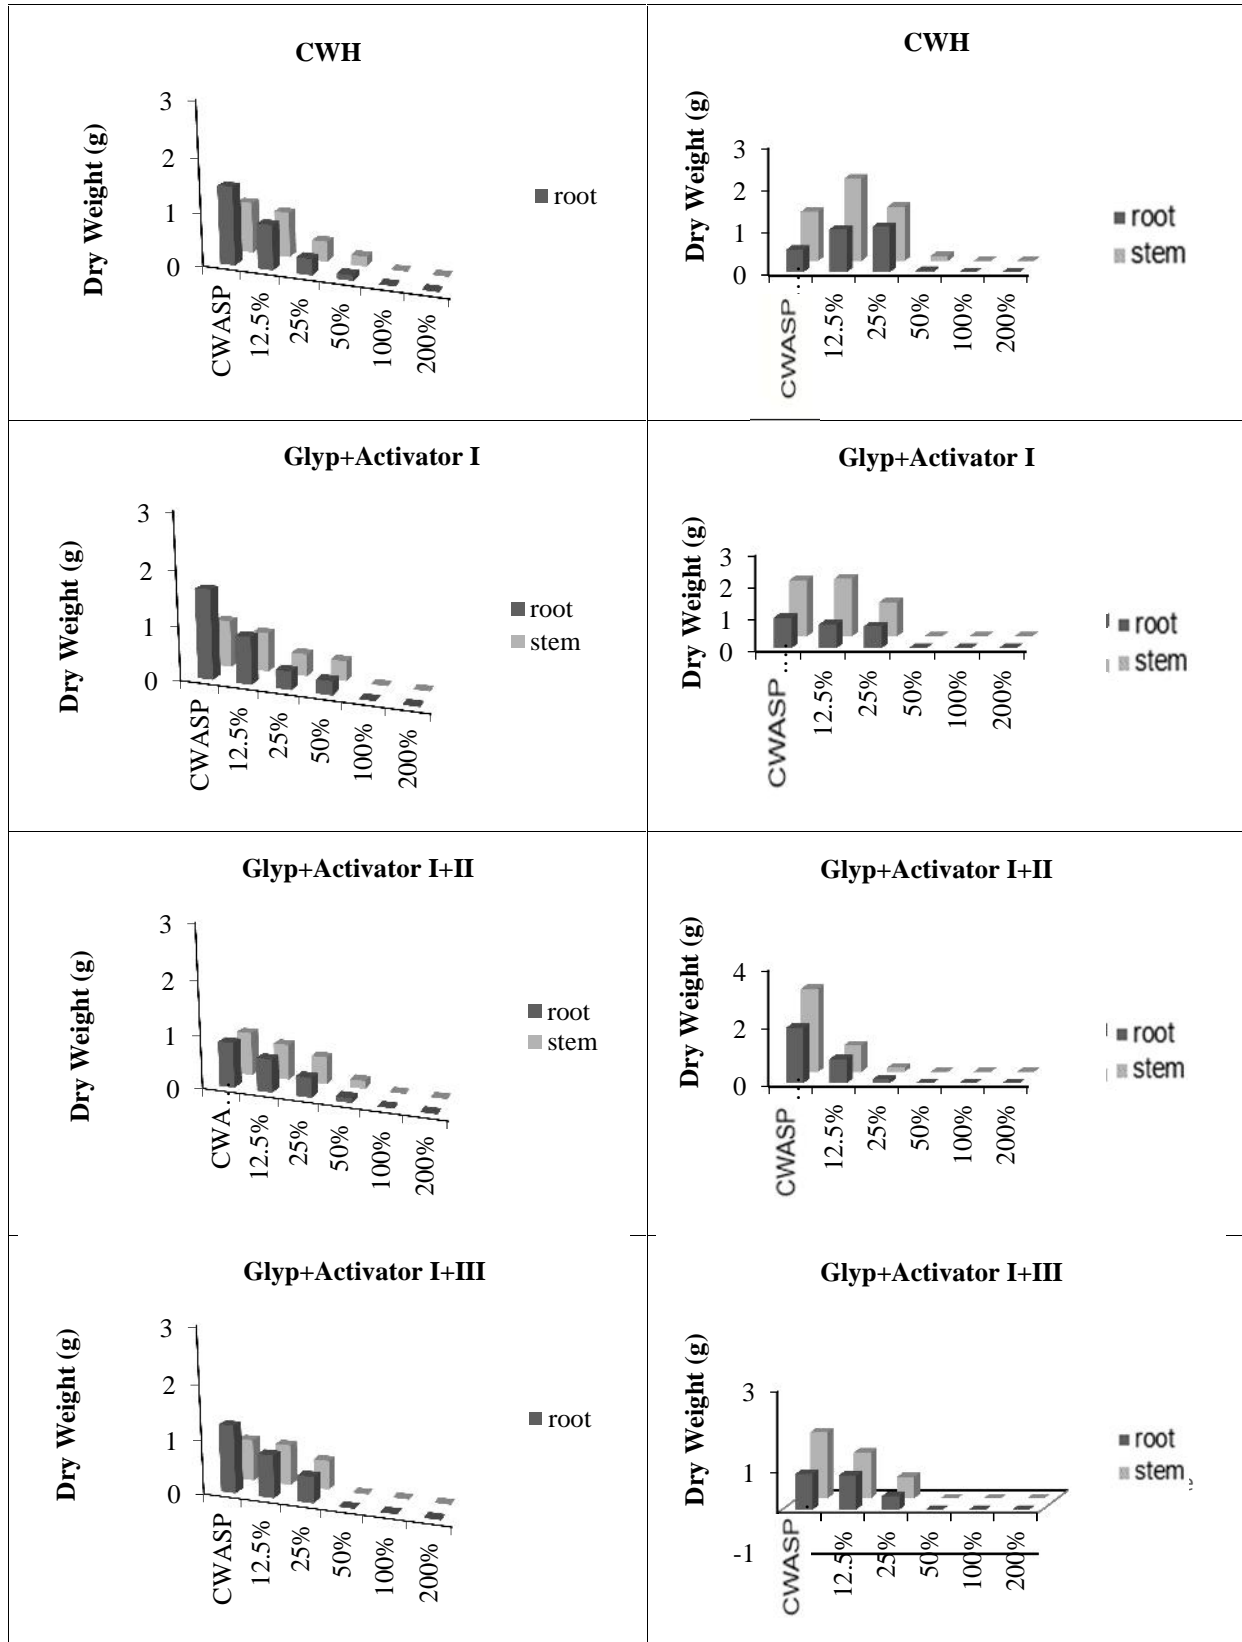 CWH
Dry Weight (g)
3
2
1
0
CWASP
12.5%
25%
50%
100%
200%
root
CWH
Dry Weight (g)
3
2
1
0
CWASP
...
12.5%
25%
50%
100%
200%
root
stem
Glyp+Activator I
Dry Weight (g)
3
2
1
0
CWASP
12.5%
25%
50%
100%
200%
root
stem
Glyp+Activator I
Dry Weight (g)
3
2
1
0
CWASP
...
12.5%
25%
50%
100%
200%
root
stem
Glyp+Activator I+II
Dry Weight (g)
3
2
1
0
CWA...
12.5%
25%
50%
100%
200%
root
stem
Glyp+Activator I+II
Dry Weight (g)
4
2
0
CWASP
...
12.5%
25%
50%
100%
200%
root
stem
Glyp+Activator I+III
Dry Weight (g)
3
2
1
0
CWASP
12.5%
25%
50%
100%
200%
root
Glyp+Activator I+III
Dry Weight (g)
3
1
-1
CWASP
12.5%
25%
50%
100%
200%
root
stem